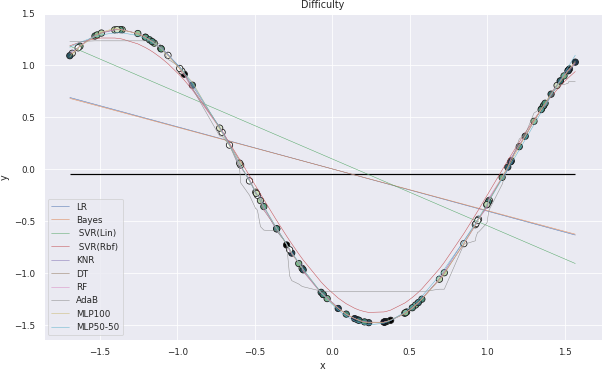 Difficulty
1.5
1.0
0.5
0.0
−0.5
−1.0
−1.5
y
LR
Bayes
SVR(Lin)
SVR(Rbf)
KNR
DT
RF
AdaB
MLP100
MLP50-50
−1.5
−1.0
−0.5
0.0
0.5
1.0
1.5
x